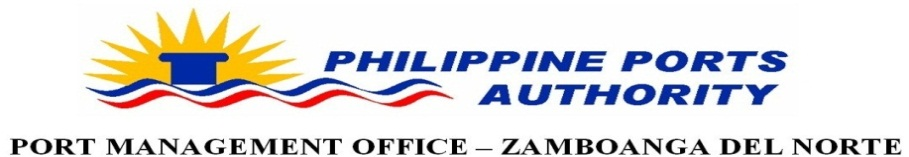 PHILIPPINE PORTS
AUTHORITY
PORT MANAGEMENT OFFICE – ZAMBOANGA DEL NORTE